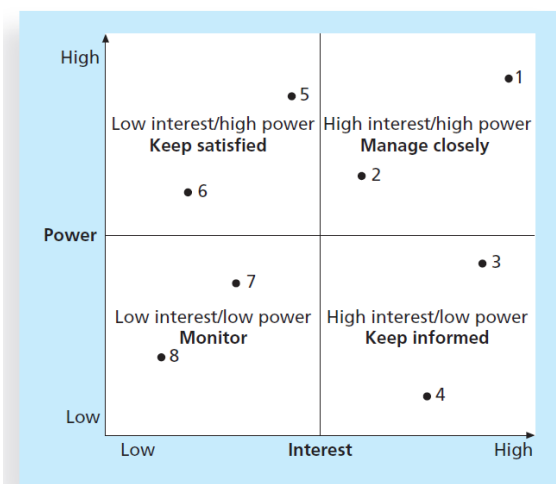 High
1
5
Low interest/high power
Keep satisfied
High interest/high power
Manage closely
2
6
Power
3
7
Low interest/low power
Monitor
High interest/low power
Keep informed
8
4
Low
Low
Interest
High